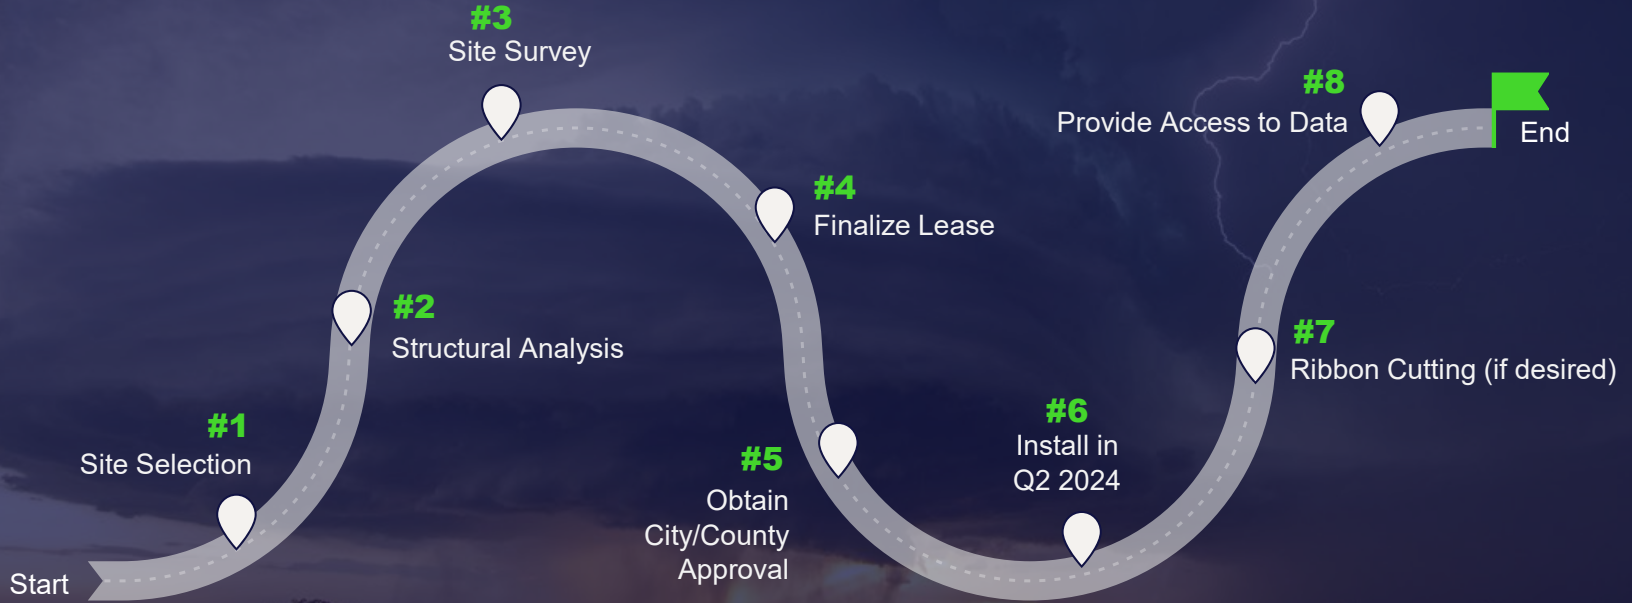 Start
#1
Site Selection
#2
Structural Analysis
#3
Site Survey
#4
Finalize Lease
#5
Obtain
City/County
Approval
#6
Install in
Q2 2024
#7
Ribbon Cutting (if desired)
#8
Provide Access to Data
End